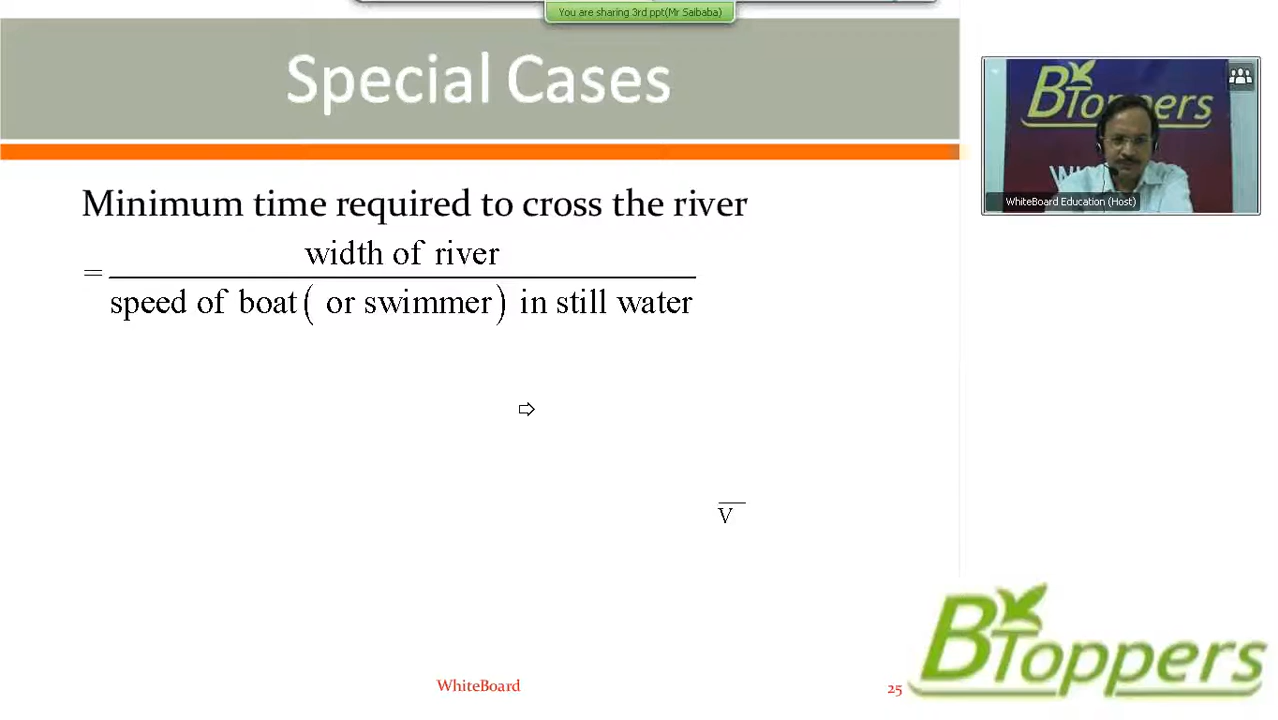 You are sharing 3rd ppt(Mr Saibaba)
Special Cases
BToppers
WhiteBoard Education (Host)
Minimum time required to cross the river
= width of river
speed of boat ( or swimmer ) in still water
⇨
V
BToppers
WhiteBoard
25